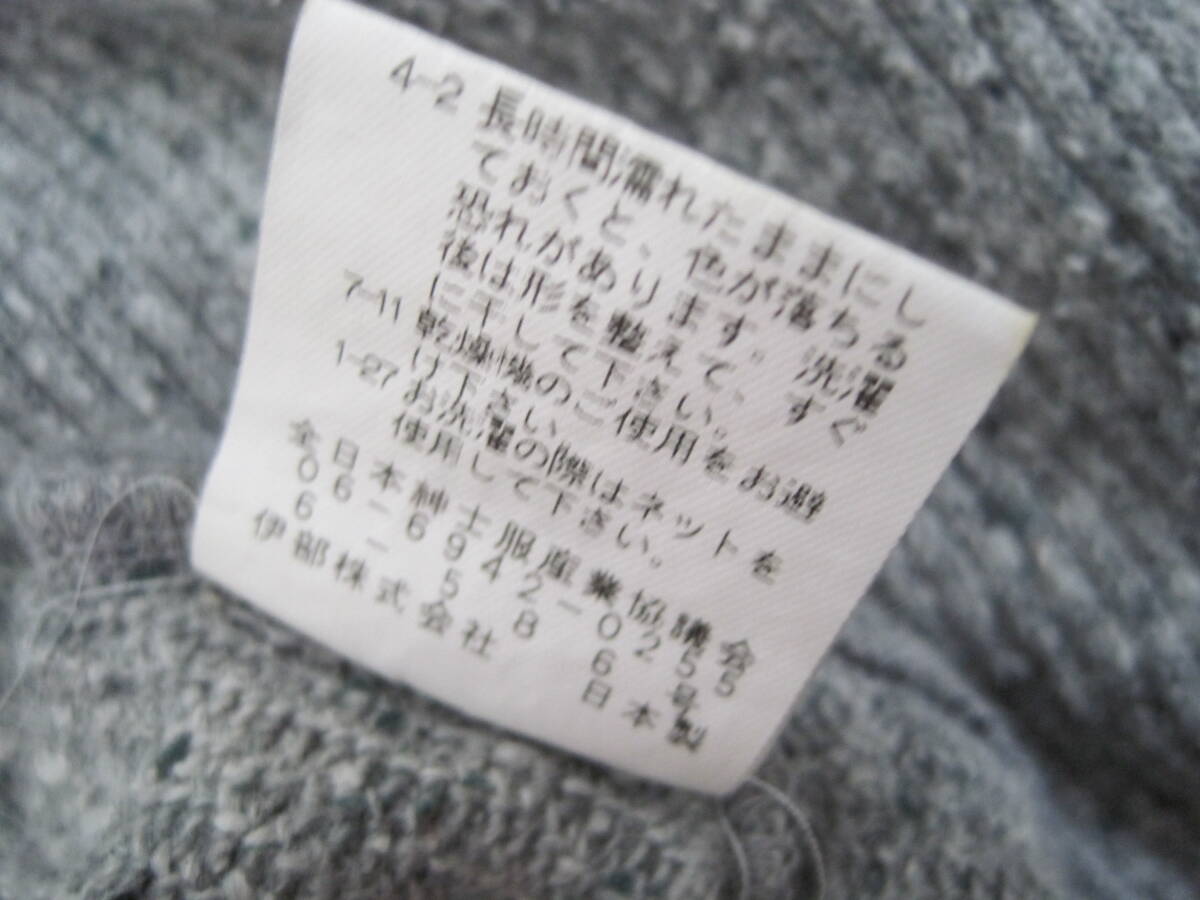 4-2 長時間濡れたままにし
ておくと、色が落ちる
恐れがあります。洗濯
後は形を整えて、すぐ
に干して下さい。
7-11 乾燥機のご使用をお避
け下さい。
1-27 お洗濯の際はネットを
使用して下さい。
全日本紳士服産業協議会
06-6942-0255
6-586号
伊部株式会社 日本製